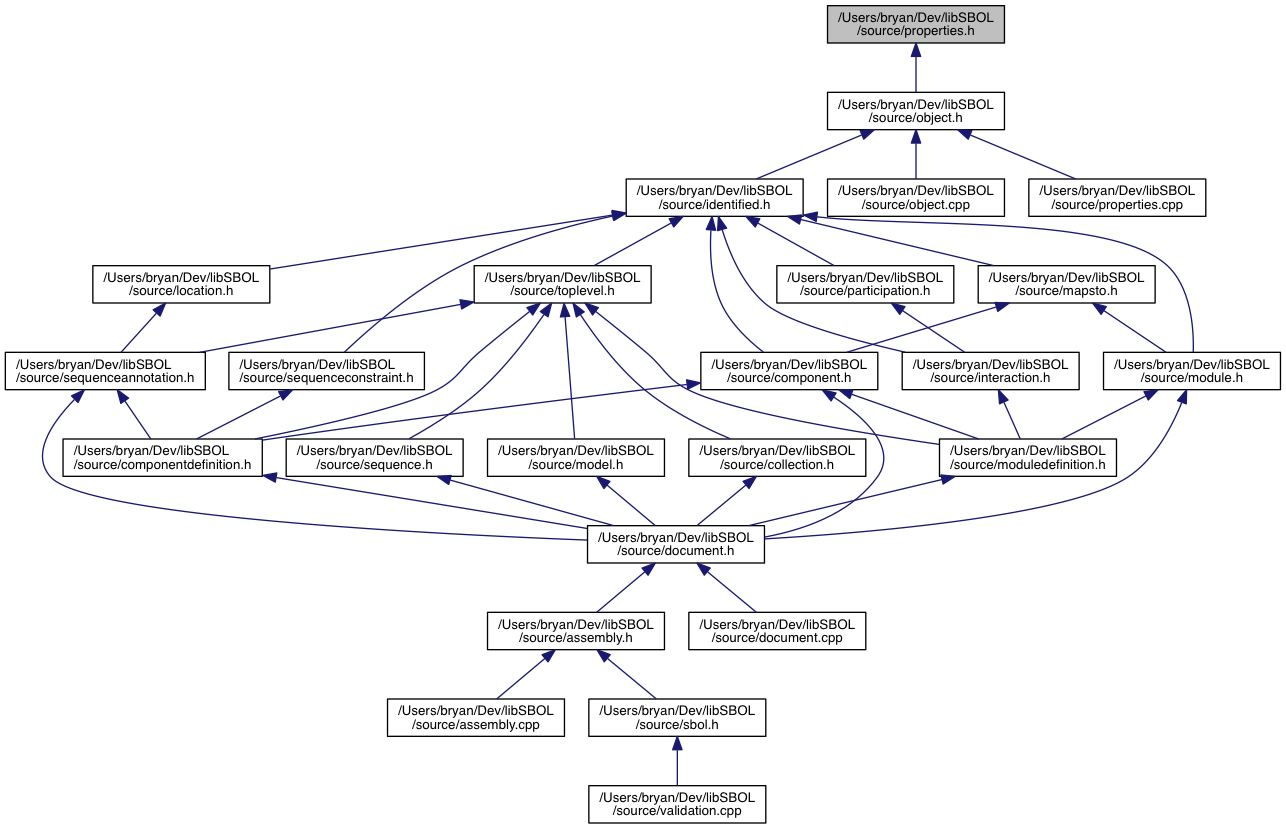 /Users/bryan/Dev/libSBOL
/source/properties.h
/Users/bryan/Dev/libSBOL
/source/object.h
/Users/bryan/Dev/libSBOL
/source/identified.h
/Users/bryan/Dev/libSBOL
/source/object.cpp
/Users/bryan/Dev/libSBOL
/source/properties.cpp
/Users/bryan/Dev/libSBOL
/source/location.h
/Users/bryan/Dev/libSBOL
/source/toplevel.h
/Users/bryan/Dev/libSBOL
/source/participation.h
/Users/bryan/Dev/libSBOL
/source/mapsto.h
/Users/bryan/Dev/libSBOL
/source/sequenceannotation.h
/Users/bryan/Dev/libSBOL
/source/sequenceconstraint.h
/Users/bryan/Dev/libSBOL
/source/component.h
/Users/bryan/Dev/libSBOL
/source/interaction.h
/Users/bryan/Dev/libSBOL
/source/module.h
/Users/bryan/Dev/libSBOL
/source/componentdefinition.h
/Users/bryan/Dev/libSBOL
/source/sequence.h
/Users/bryan/Dev/libSBOL
/source/model.h
/Users/bryan/Dev/libSBOL
/source/collection.h
/Users/bryan/Dev/libSBOL
/source/moduledefinition.h
/Users/bryan/Dev/libSBOL
/source/document.h
/Users/bryan/Dev/libSBOL
/source/assembly.h
/Users/bryan/Dev/libSBOL
/source/document.cpp
/Users/bryan/Dev/libSBOL
/source/assembly.cpp
/Users/bryan/Dev/libSBOL
/source/sbol.h
/Users/bryan/Dev/libSBOL
/source/validation.cpp